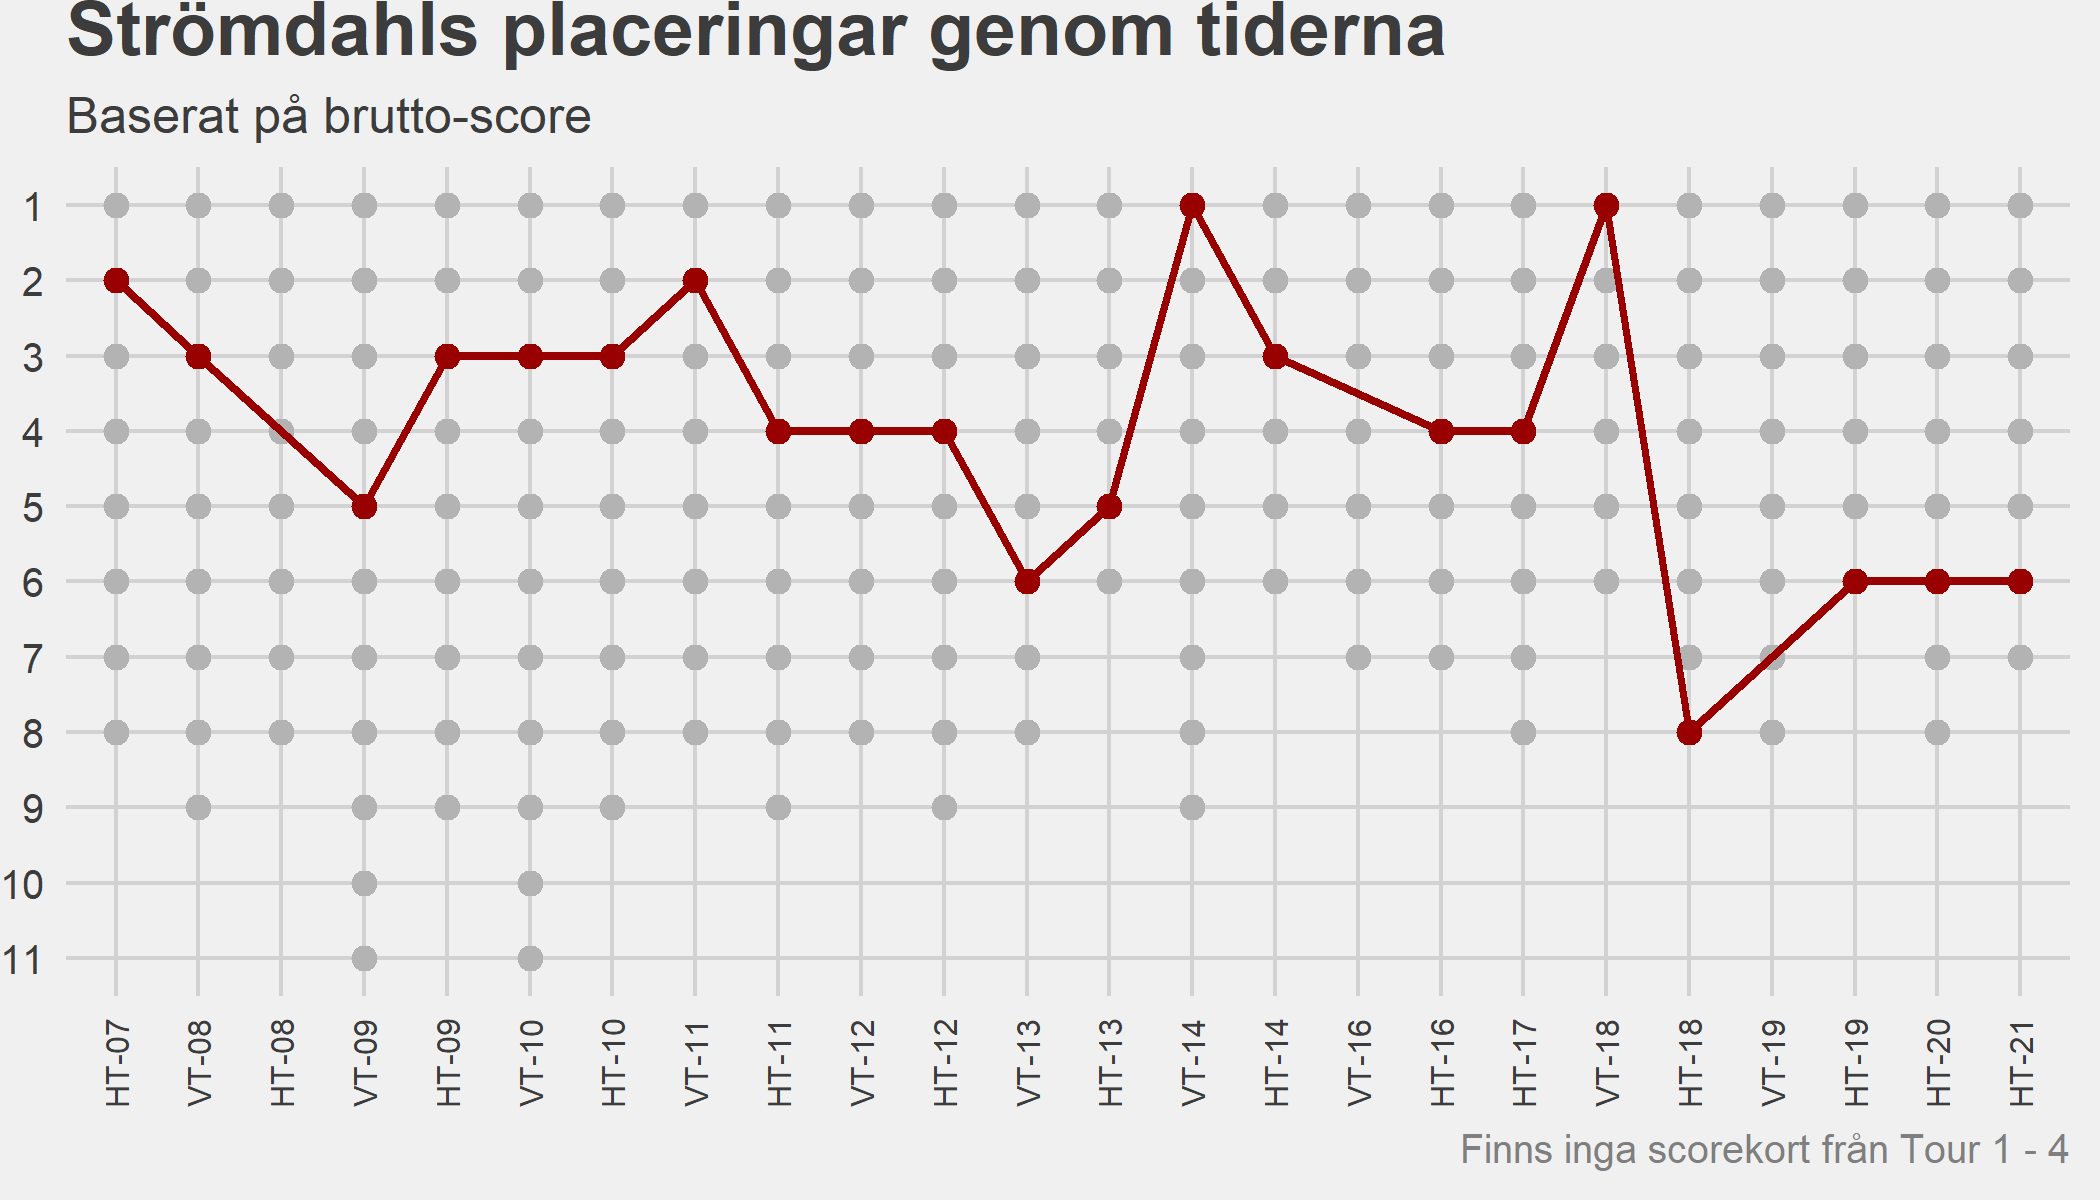 Strömdahls placeringar genom tiderna
Baserat på brutto-score
1
2
3
4
5
6
7
8
9
10
11
HT-07
VT-08
HT-08
VT-09
HT-09
VT-10
HT-10
VT-11
HT-11
VT-12
HT-12
VT-13
HT-13
VT-14
HT-14
VT-16
HT-16
HT-17
VT-18
HT-18
VT-19
HT-19
HT-20
HT-21
Finns inga scorekort från Tour 1 - 4